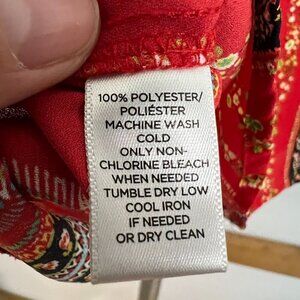 100% POLYESTER/
POLIÉSTER
MACHINE WASH
COLD
ONLY NON-
CHLORINE BLEACH
WHEN NEEDED
TUMBLE DRY LOW
COOL IRON
IF NEEDED
OR DRY CLEAN